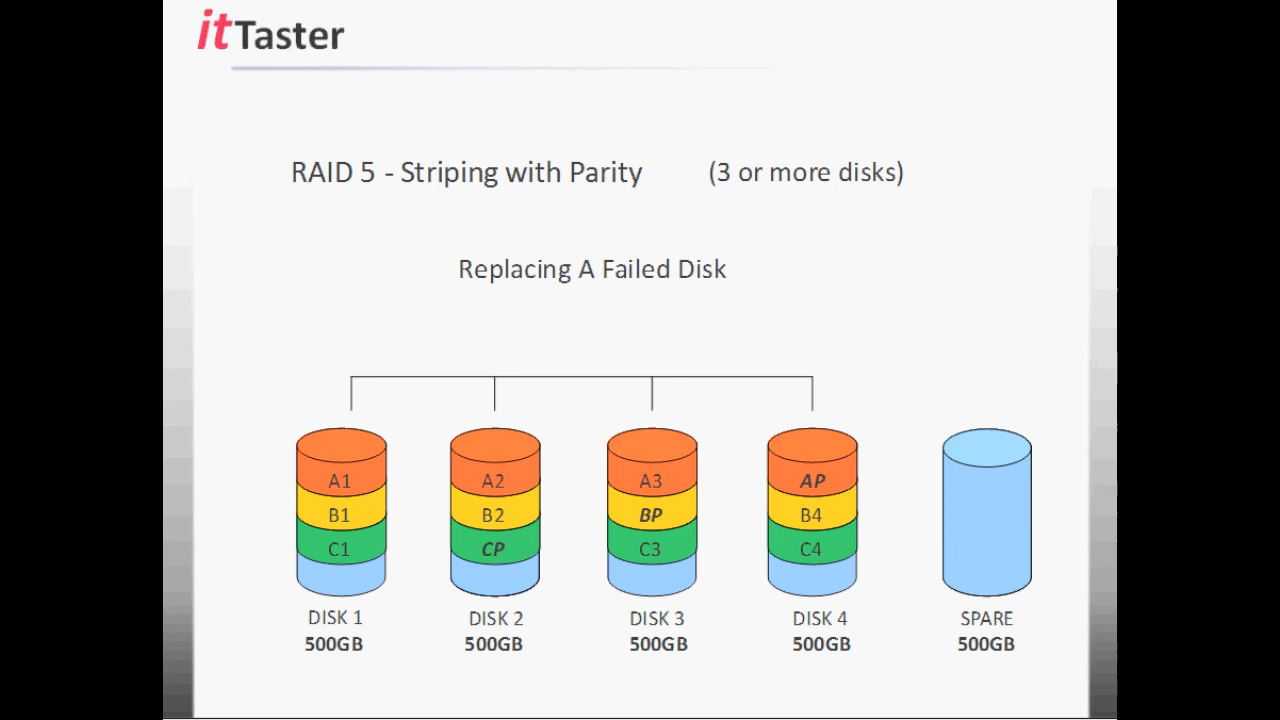 itTaster
RAID 5 - Striping with Parity (3 or more disks)
Replacing A Failed Disk
A1 A2 A3 AP
B1 B2 BP B4
C1 CP C3 C4
DISK 1 DISK 2 DISK 3 DISK 4 SPARE
500GB 500GB 500GB 500GB 500GB